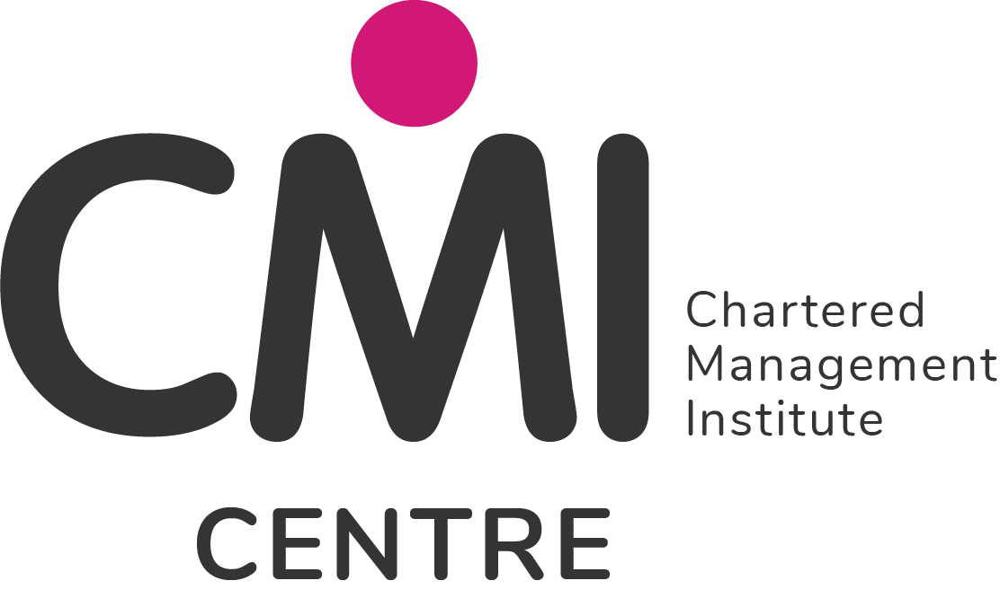 CMI
Chartered
Management
Institute
CENTRE